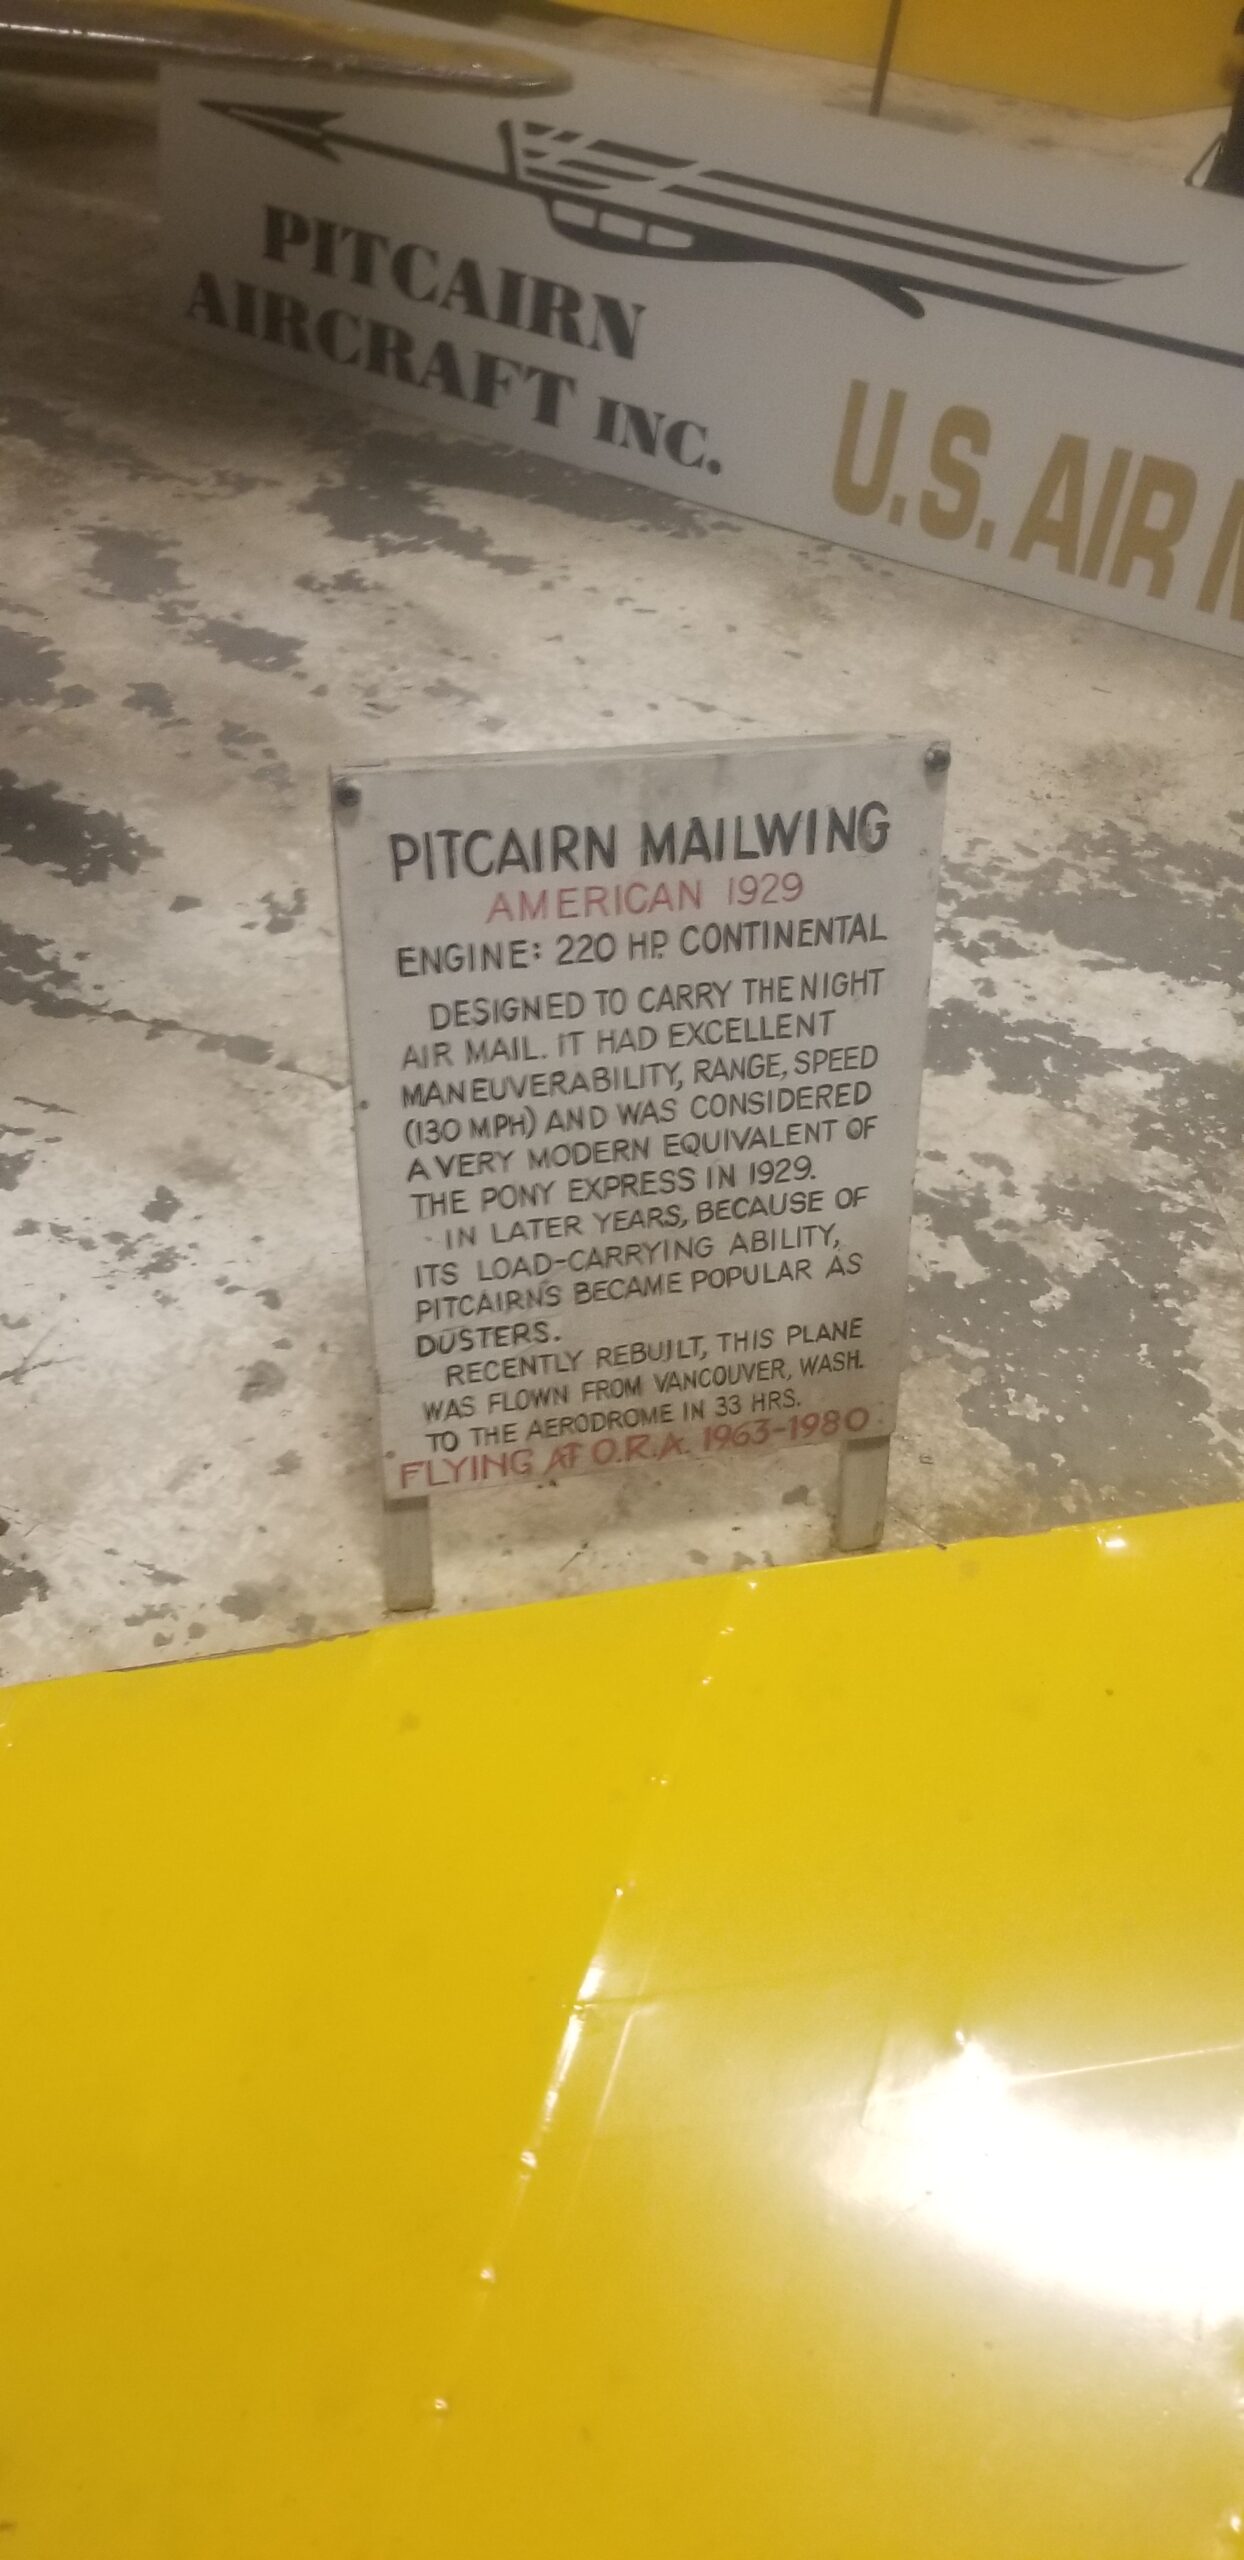 PITCAIRN
AIRCRAFT INC.
U.S. AIR
PITCAIRN MAILWING
AMERICAN 1929
ENGINE: 220 H.P. CONTINENTAL
DESIGNED TO CARRY THE NIGHT
AIR MAIL. IT HAD EXCELLENT
MANEUVERABILITY, RANGE, SPEED
(130 MPH) AND WAS CONSIDERED
A VERY MODERN EQUIVALENT OF
THE PONY EXPRESS IN 1929.
IN LATER YEARS, BECAUSE OF
ITS LOAD-CARRYING ABILITY,
PITCAIRNS BECAME POPULAR AS
DUSTERS.
RECENTLY REBUILT, THIS PLANE
WAS FLOWN FROM VANCOUVER, WASH.
TO THE AERODROME IN 33 HRS.
FLYING AT O.R.A. 1963-1980